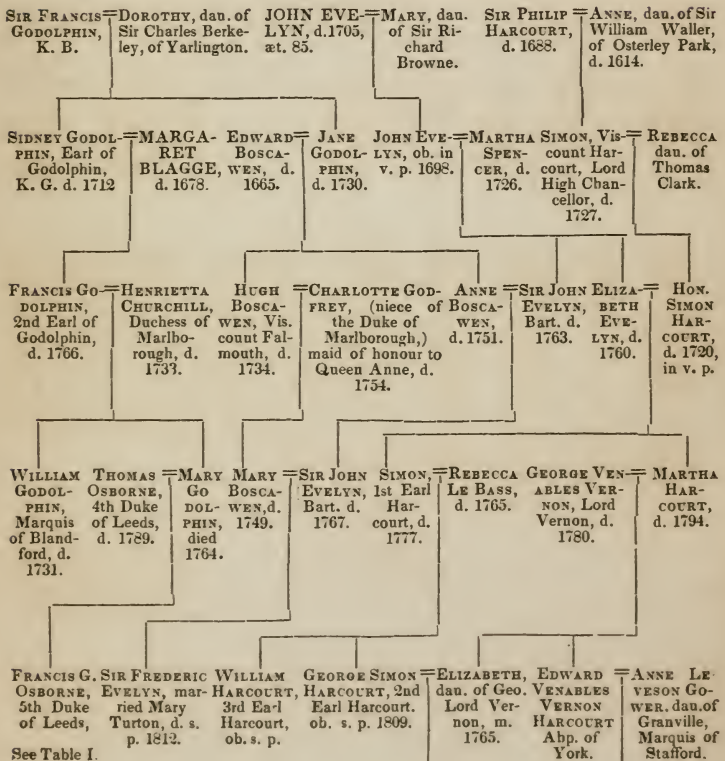 SIR FRANCIS GODOLPHIN, K. B.
DOROTHY, dau. of Sir Charles Berkeley, of Yarlington.
JOHN EVELYN, d. 1705, æt. 85.
MARY, dau. of Sir Richard Browne.
SIR PHILIP HARCOURT, d. 1688.
ANNE, dau. of Sir William Waller, of Osterley Park, d. 1614.
SIDNEY GODOLPHIN, Earl of Godolphin, K. G. d. 1712
MARGARET BLAGGE, d. 1678.
EDWARD BOSCAWEN, d. 1665.
JANE GODOLPHIN, d. 1730.
JOHN EVELYN, ob. in v. p. 1698.
MARTHA SPENCER, d. 1726.
SIMON, Viscount Harcourt, Lord High Chancellor, d. 1727.
REBECCA dau. of Thomas Clark.
FRANCIS GODOLPHIN, 2nd Earl of Godolphin, d. 1766.
HENRIETTA CHURCHILL, Duchess of Marlborough, d. 1733.
HUGH BOSCAWEN, Vis. count Falmouth, d. 1734.
CHARLOTTE GODFREY, (niece of the Duke of Marlborough,) maid of honour to Queen Anne, d. 1754.
ANNE BOSCAWEN, d. 1751.
SIR JOHN EVELYN, Bart. d. 1763.
ELIZABETH EVELYN, d. 1760.
HON. SIMON HARCOURT, d. 1720, in v. p.
WILLIAM GODOLPHIN, Marquis of Blandford, d. 1731.
THOMAS OSBORNE, 4th Duke of Leeds, d. 1789.
MARY GODOLPHIN, died 1764.
MARY BOSCAWEN, d. 1749.
SIR JOHN EVELYN, Bart. d. 1767.
SIMON, 1st Earl Harcourt, d. 1777.
REBECCA LE BASS, d. 1765.
GEORGE VENABLES VERNON, Lord Vernon, d. 1780.
MARTHA HARCOURT, d. 1794.
FRANCIS G. OSBORNE, 5th Duke of Leeds,
See Table I.
SIR FREDERIC EVELYN, married Mary Turton, d. s. p. 1812.
WILLIAM HARCOURT, 3rd Earl Harcourt, ob. s. p.
GEORGE SIMON HARCOURT, 2nd Earl Harcourt. ob. s. p. 1809.
ELIZABETH, dau. of Geo. Lord Vernon, m. 1765.
EDWARD VENABLES VERNON HARCOURT Abp. of York.
ANNE LEVESON GOWER. dau. of Granville, Marquis of Stafford.